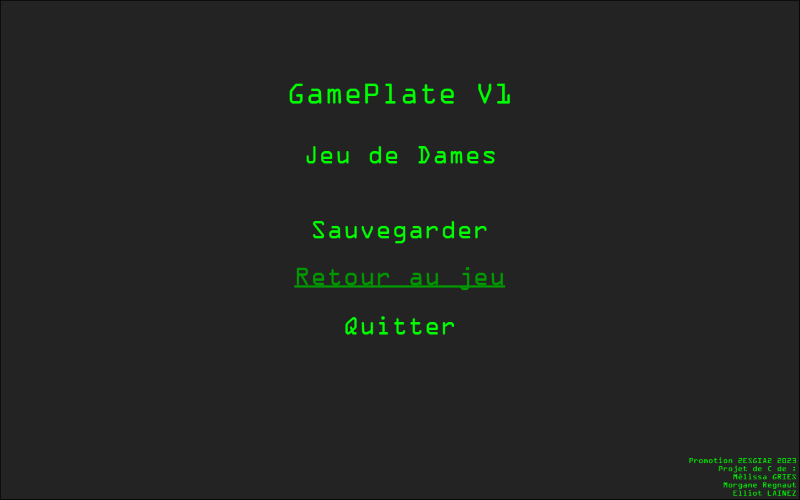 GamePlate V1
Jeu de Dames
Sauvegarder
Retour au jeu
Quitter
Promotion 2ESGIA2 2023
Projet de C de :
Mélissa GRIES
Morgane Regnaut
Elliot LAINEZ